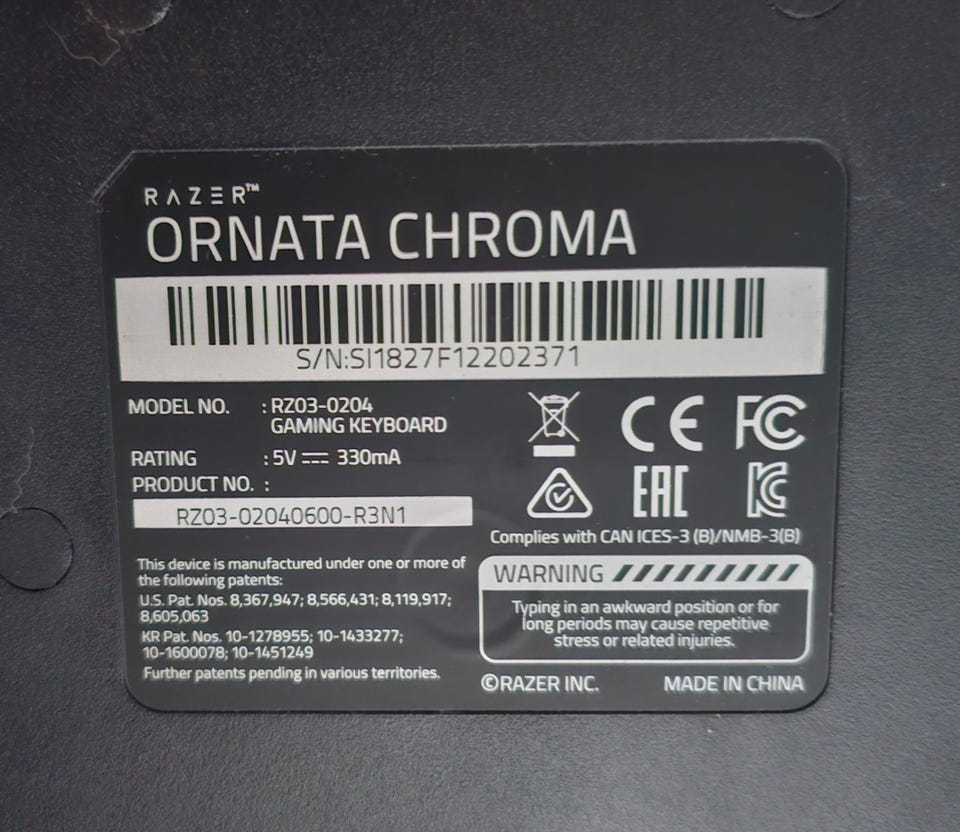 RAZER™
ORNATA CHROMA
S/N:SI1827F12202371
MODEL NO. : RZ03-0204
GAMING KEYBOARD
RATING : 5V ⎓ 330mA
PRODUCT NO. :
RZ03-02040600-R3N1
CE FC
EAC KC
Complies with CAN ICES-3 (B)/NMB-3(B)
This device is manufactured under one or more of
the following patents:
U.S. Pat. Nos. 8,367,947; 8,566,431; 8,119,917;
8,605,063
KR Pat. Nos. 10-1278955; 10-1433277;
10-1600078; 10-1451249
Further patents pending in various territories.
WARNING
Typing in an awkward position or for
long periods may cause repetitive
stress or related injuries.
©RAZER INC. MADE IN CHINA